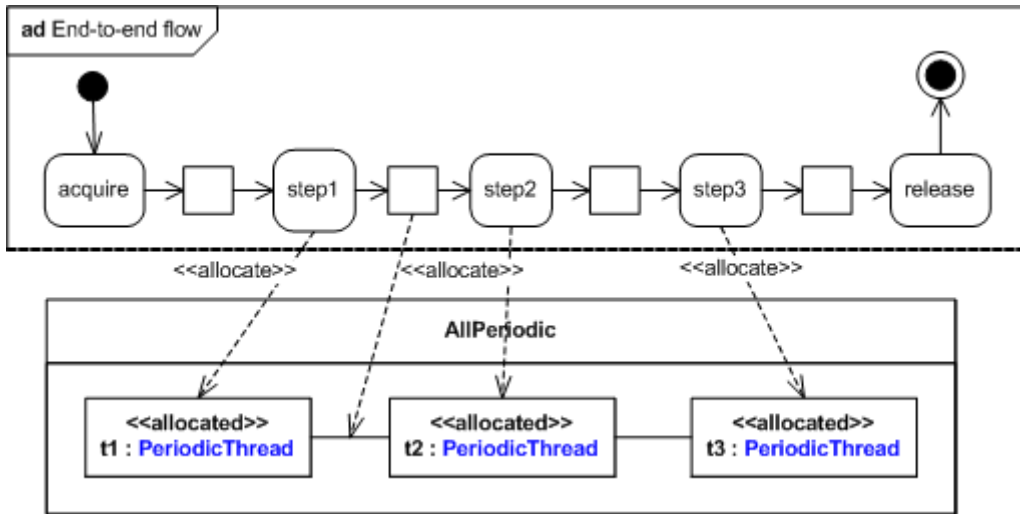 ad End-to-end flow
acquire
step1
step2
step3
release
<<allocate>>
<<allocate>>
<<allocate>>
AllPeriodic
<<allocated>>
t1 : PeriodicThread
<<allocated>>
t2 : PeriodicThread
<<allocated>>
t3 : PeriodicThread